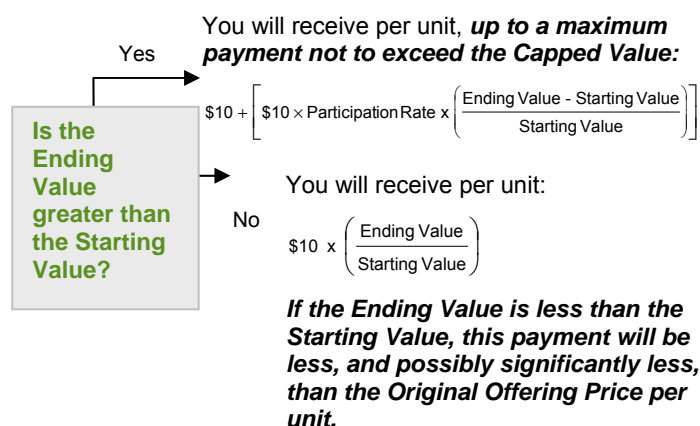 You will receive per unit, up to a maximum
Yes payment not to exceed the Capped Value:
$10 + [ $10 × Participation Rate x ( Ending Value - Starting Value / Starting Value ) ]
Is the
Ending
Value
greater than
the Starting
Value?
You will receive per unit:
No
$10 x ( Ending Value / Starting Value )
If the Ending Value is less than the
Starting Value, this payment will be
less, and possibly significantly less,
than the Original Offering Price per
unit.